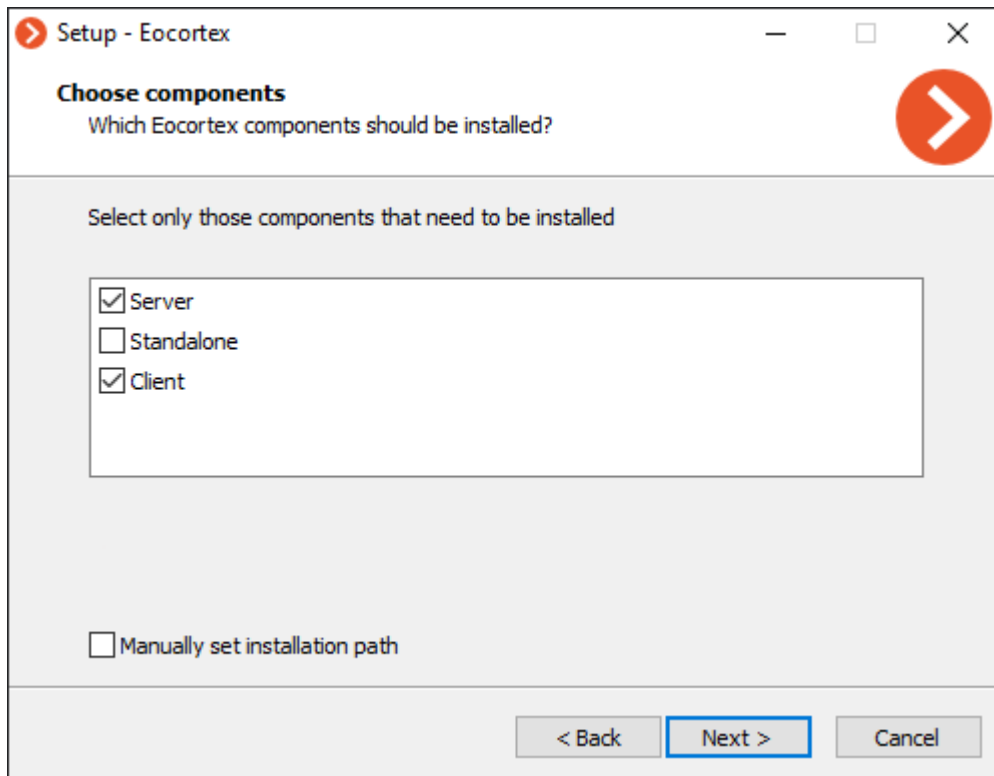 Setup - Eocortex
Choose components
Which Eocortex components should be installed?
Select only those components that need to be installed
Server
Standalone
Client
Manually set installation path
< Back Next > Cancel